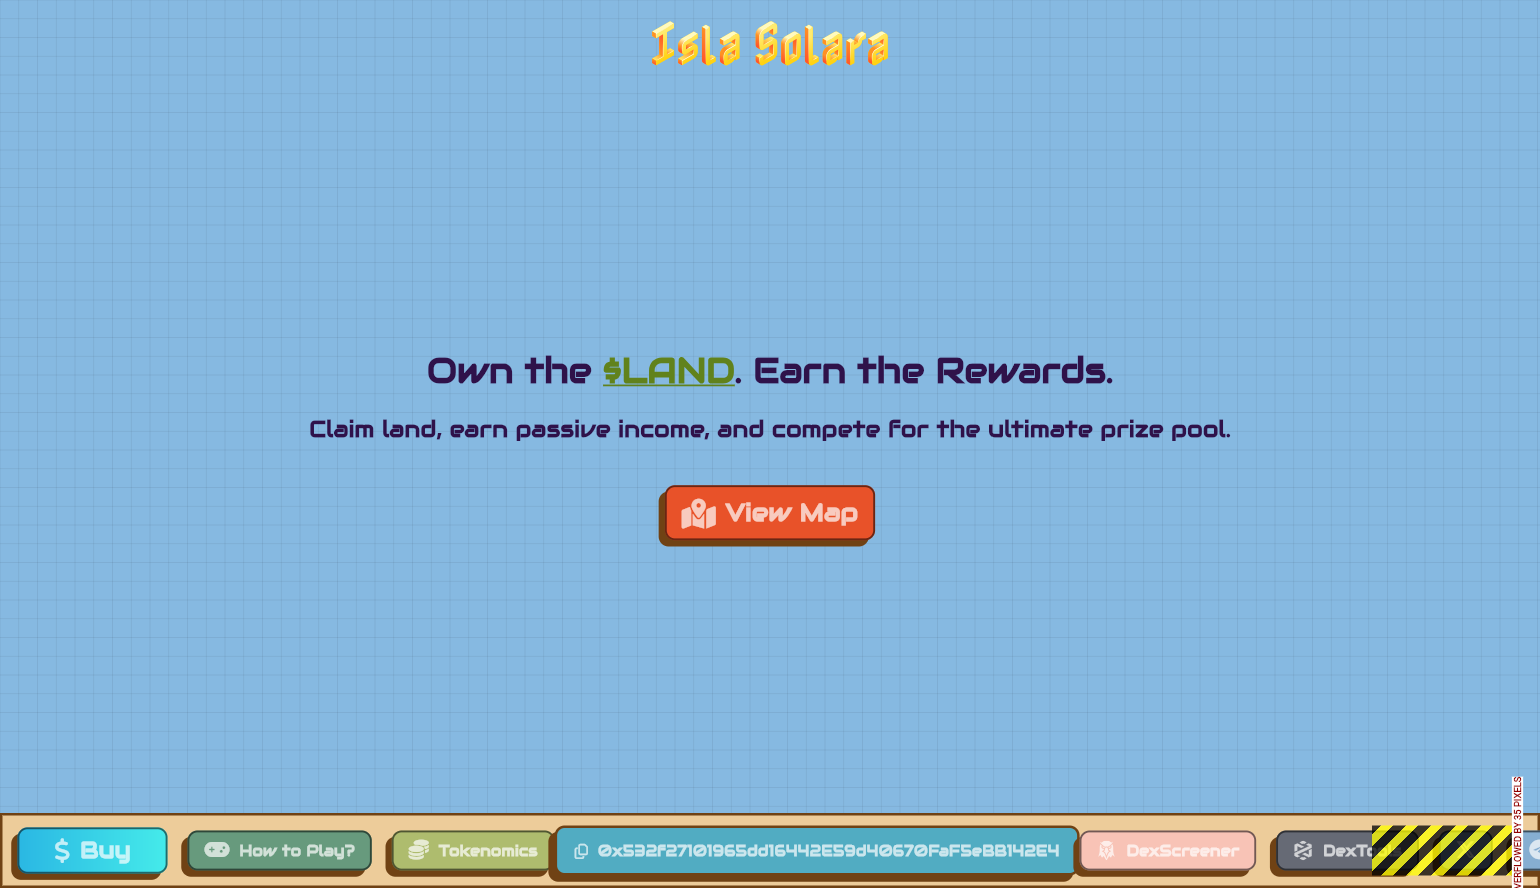 Isla Solara
Own the $LAND. Earn the Rewards.
Claim land, earn passive income, and compete for the ultimate prize pool.
View Map
$ Buy
How to Play?
Tokenomics
0x532f27101965dd16442E59d40670FaF5eBB142E4
DexScreener
DexTo
VERFLOWED BY 35 PIXELS